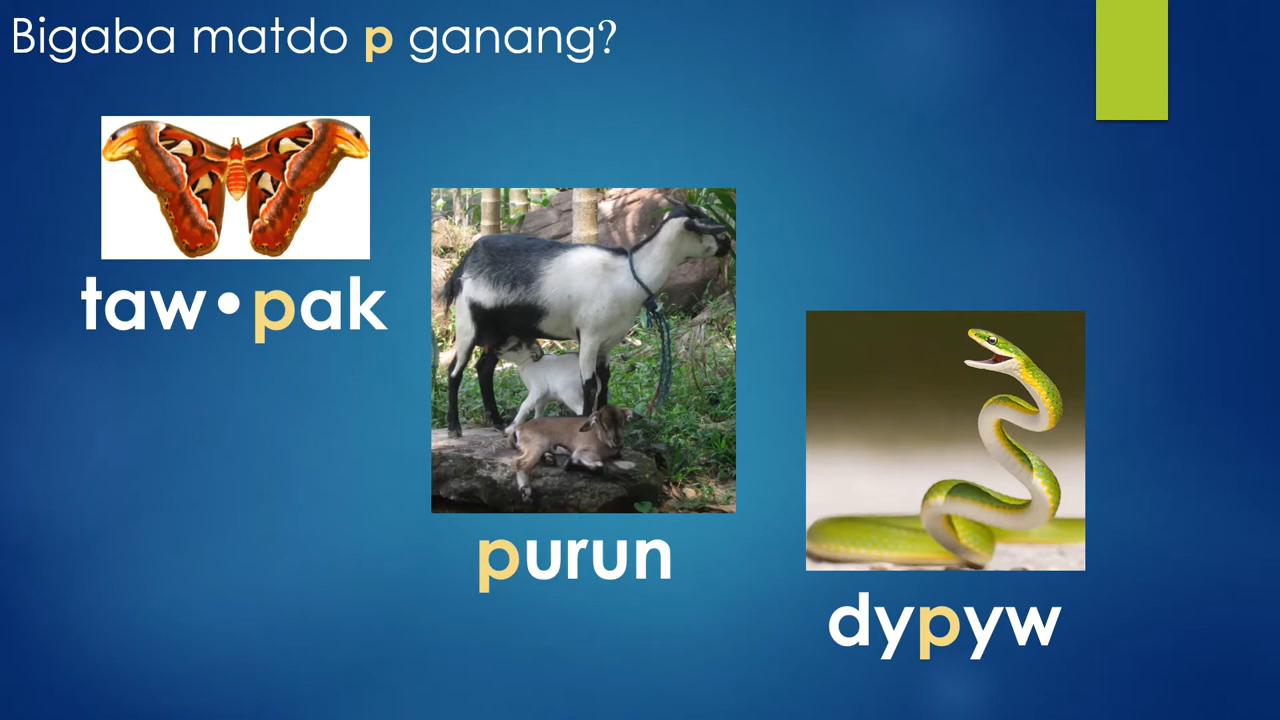 Bigaba matdo p ganang?
taw•pak
purun
dypyw